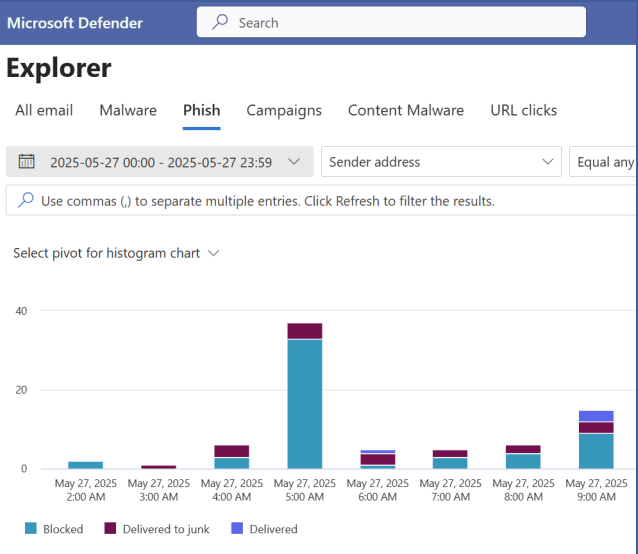 Microsoft Defender
Search
Explorer
All email Malware Phish Campaigns Content Malware URL clicks
2025-05-27 00:00 - 2025-05-27 23:59 Sender address Equal any
Use commas (,) to separate multiple entries. Click Refresh to filter the results.
Select pivot for histogram chart
40
20
0
May 27, 2025 May 27, 2025 May 27, 2025 May 27, 2025 May 27, 2025 May 27, 2025 May 27, 2025 May 27, 2025
2:00 AM 3:00 AM 4:00 AM 5:00 AM 6:00 AM 7:00 AM 8:00 AM 9:00 AM
Blocked Delivered to junk Delivered